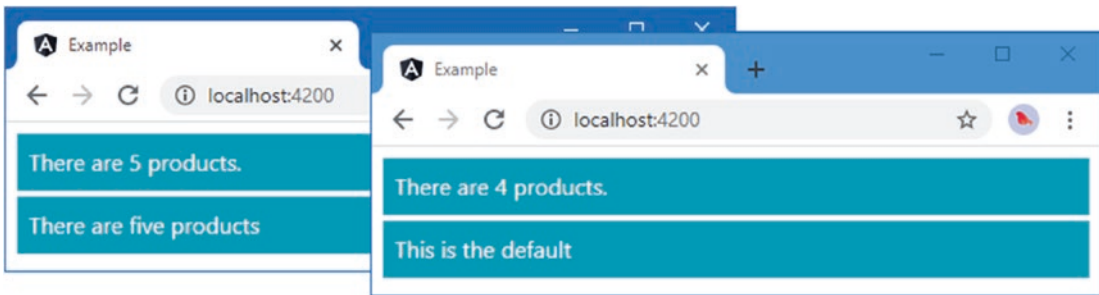 Example
localhost:4200
There are 5 products.
There are five products
Example
localhost:4200
There are 4 products.
This is the default